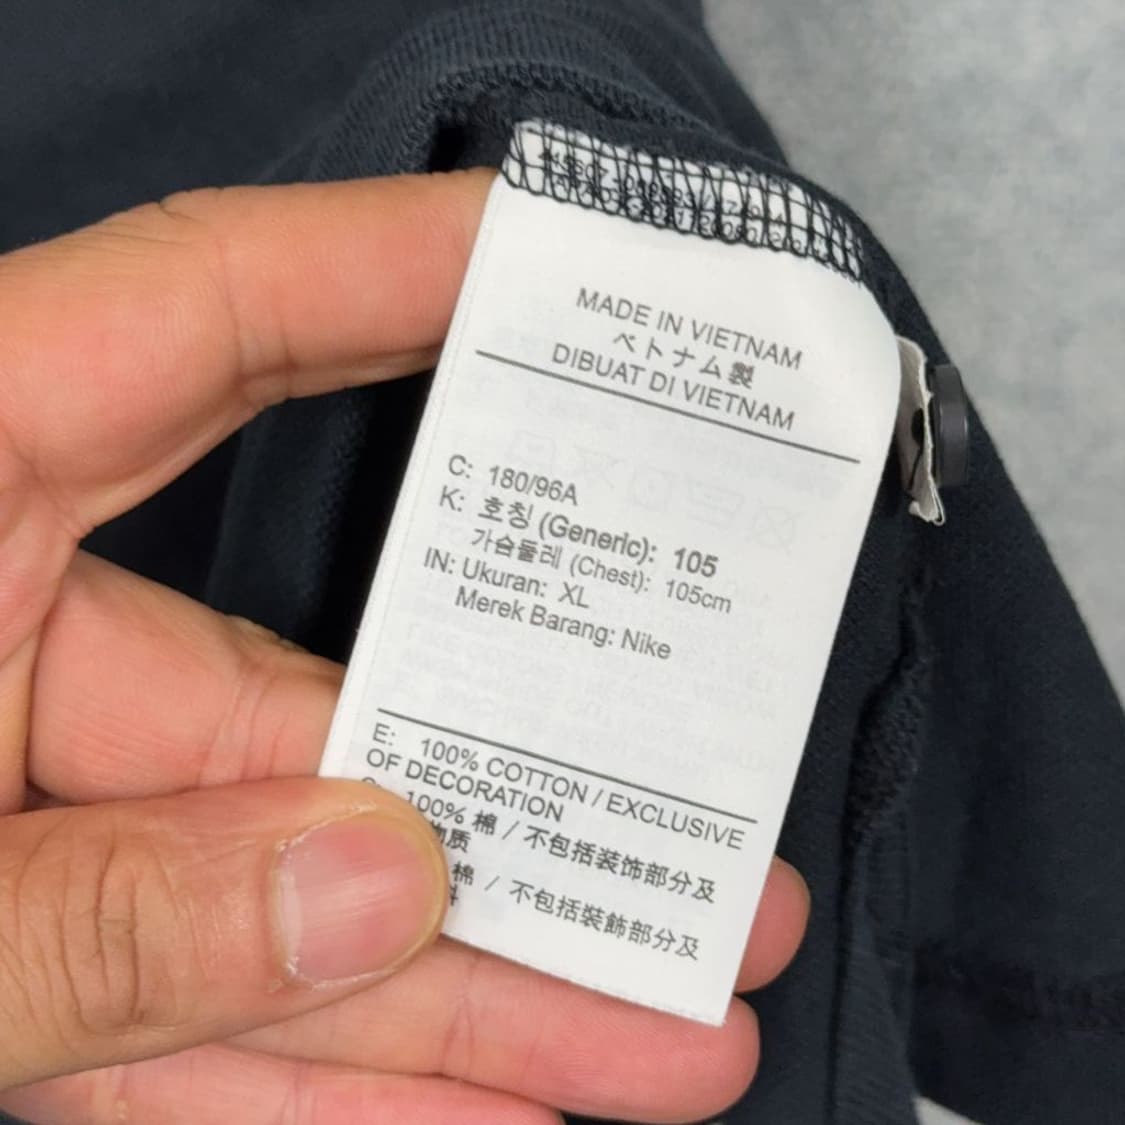 MADE IN VIETNAM
ベトナム製
DIBUAT DI VIETNAM
C: 180/96A
K: 호칭 (Generic): 105
가슴둘레 (Chest): 105cm
IN: Ukuran: XL
Merek Barang: Nike
E: 100% COTTON / EXCLUSIVE
OF DECORATION
100% 棉 / 不包括装饰部分及
物质
棉 / 不包括裝飾部分及